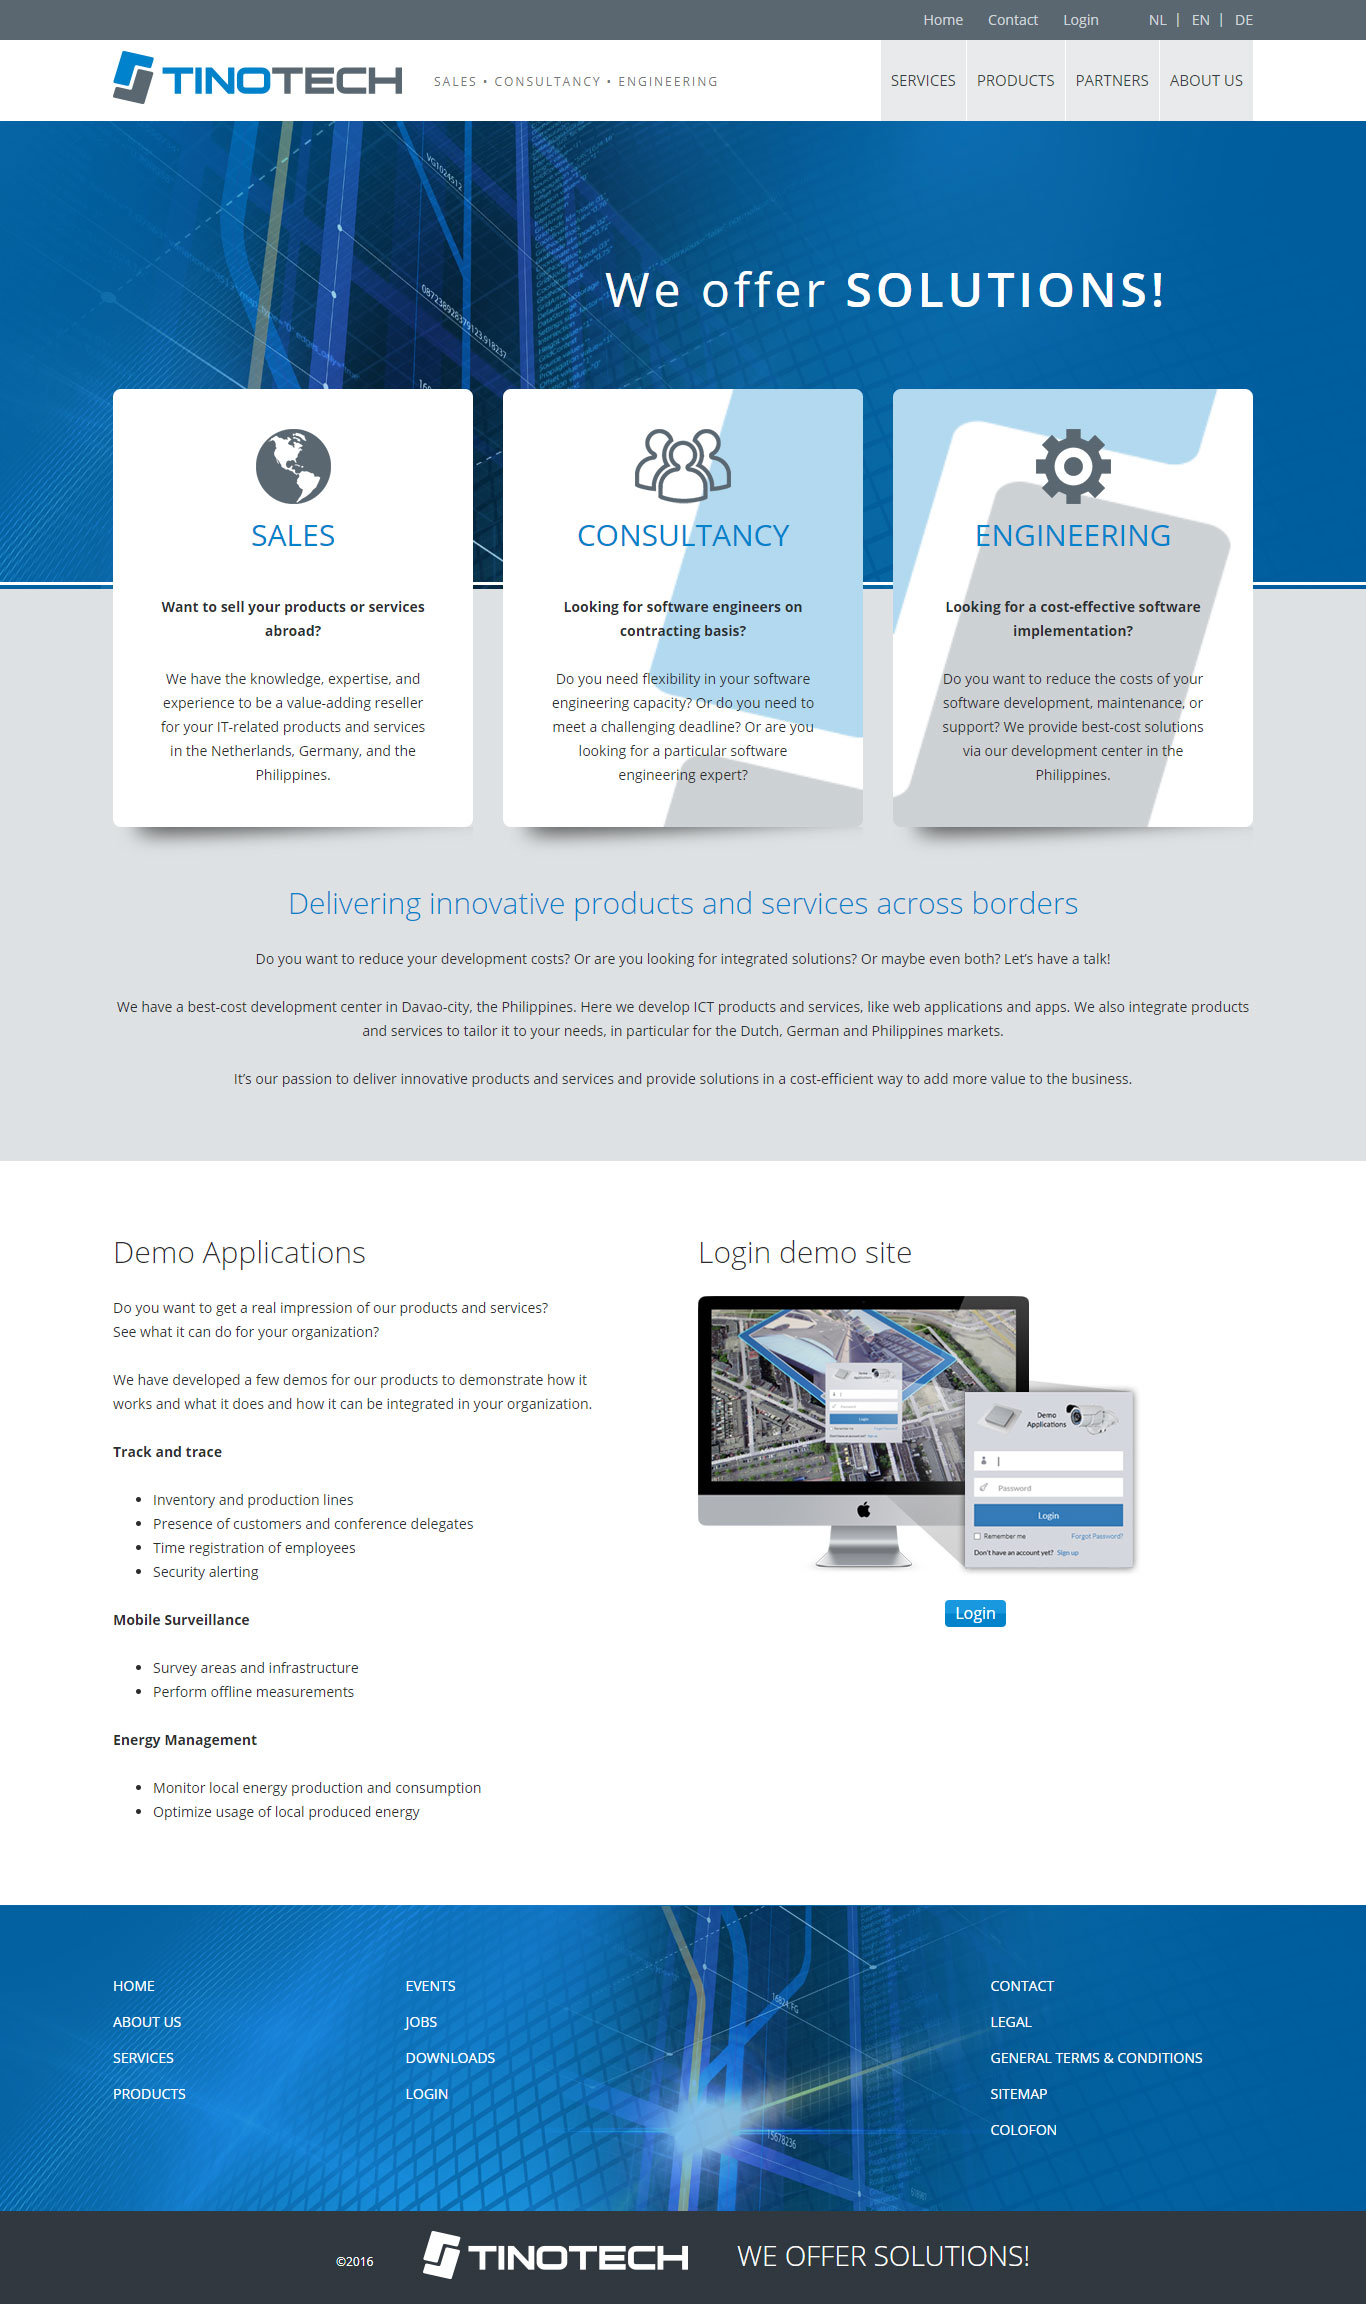 Home Contact Login NL | EN | DE
TINOTECH
SALES • CONSULTANCY • ENGINEERING
SERVICES PRODUCTS PARTNERS ABOUT US
VG1024512
We offer SOLUTIONS!
SALES
Want to sell your products or services
abroad?
We have the knowledge, expertise, and
experience to be a value-adding reseller
for your IT-related products and services
in the Netherlands, Germany, and the
Philippines.
CONSULTANCY
Looking for software engineers on
contracting basis?
Do you need flexibility in your software
engineering capacity? Or do you need to
meet a challenging deadline? Or are you
looking for a particular software
engineering expert?
ENGINEERING
Looking for a cost-effective software
implementation?
Do you want to reduce the costs of your
software development, maintenance, or
support? We provide best-cost solutions
via our development center in the
Philippines.
Delivering innovative products and services across borders
Do you want to reduce your development costs? Or are you looking for integrated solutions? Or maybe even both? Let’s have a talk!
We have a best-cost development center in Davao-city, the Philippines. Here we develop ICT products and services, like web applications and apps. We also integrate products
and services to tailor it to your needs, in particular for the Dutch, German and Philippines markets.
It’s our passion to deliver innovative products and services and provide solutions in a cost-efficient way to add more value to the business.
Demo Applications
Do you want to get a real impression of our products and services?
See what it can do for your organization?
We have developed a few demos for our products to demonstrate how it
works and what it does and how it can be integrated in your organization.
Track and trace
• Inventory and production lines
• Presence of customers and conference delegates
• Time registration of employees
• Security alerting
Mobile Surveillance
• Survey areas and infrastructure
• Perform offline measurements
Energy Management
• Monitor local energy production and consumption
• Optimize usage of local produced energy
Login demo site
Demo
Applications
Password
Login
Remember me Forgot Password?
Don't have an account yet? Sign up
Login
HOME
ABOUT US
SERVICES
PRODUCTS
EVENTS
JOBS
DOWNLOADS
LOGIN
16824.FG
15678236
CONTACT
LEGAL
GENERAL TERMS & CONDITIONS
SITEMAP
COLOFON
©2016
TINOTECH
WE OFFER SOLUTIONS!